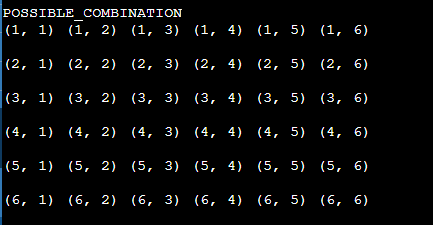 POSSIBLE_COMBINATION
(1, 1) (1, 2) (1, 3) (1, 4) (1, 5) (1, 6)
(2, 1) (2, 2) (2, 3) (2, 4) (2, 5) (2, 6)
(3, 1) (3, 2) (3, 3) (3, 4) (3, 5) (3, 6)
(4, 1) (4, 2) (4, 3) (4, 4) (4, 5) (4, 6)
(5, 1) (5, 2) (5, 3) (5, 4) (5, 5) (5, 6)
(6, 1) (6, 2) (6, 3) (6, 4) (6, 5) (6, 6)